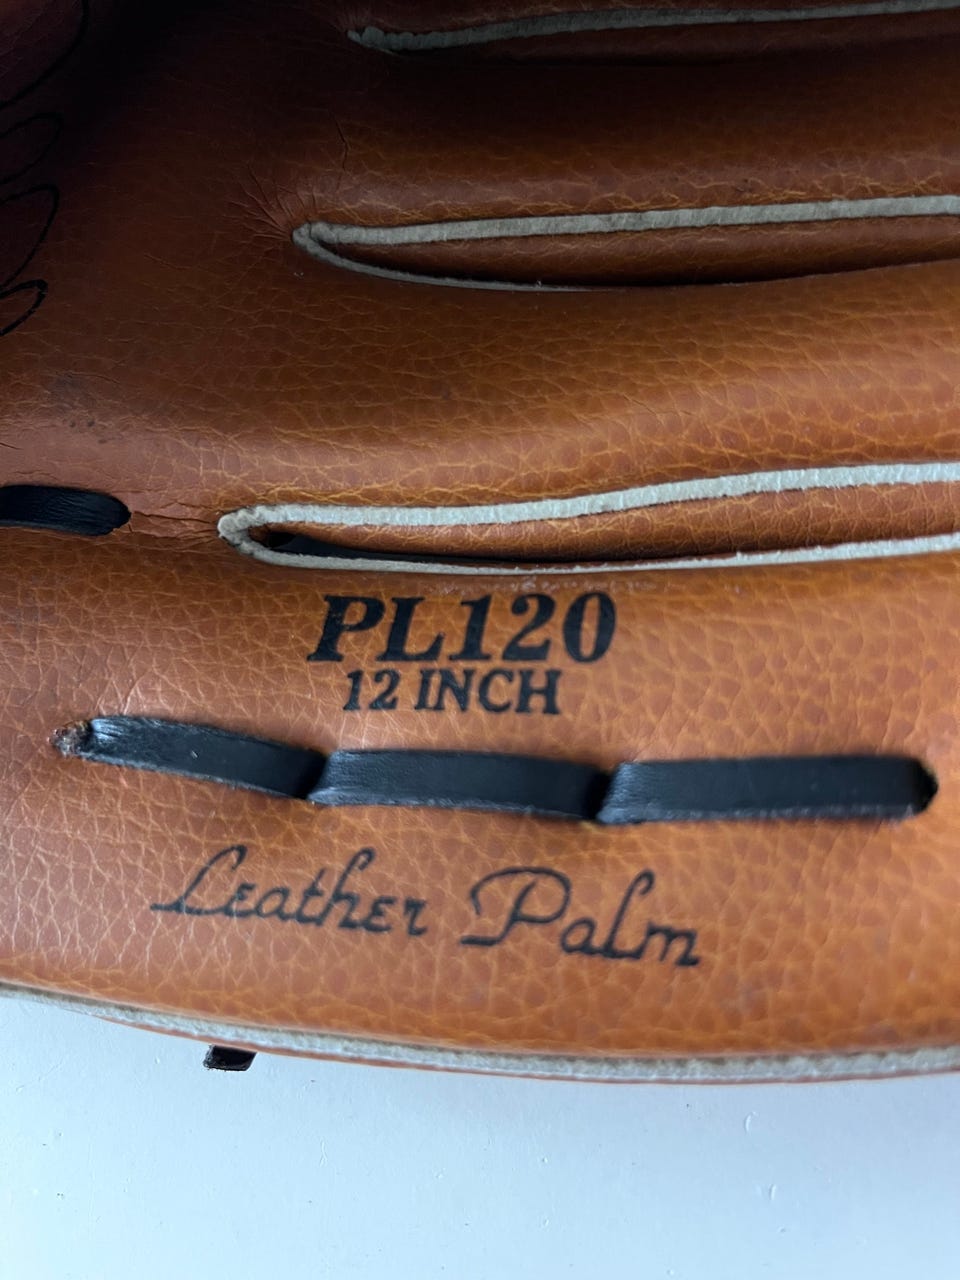 PL120
12 INCH
Leather Palm